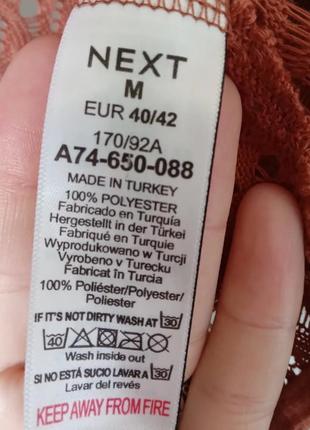 NEXT
M
EUR 40/42
170/92A
A74-650-088
MADE IN TURKEY
100% POLYESTER
Fabricado en Turquía
Hergestellt in der Türkei
Fabriqué en Turquie
Wyprodukowano w Turcji
Vyrobeno v Turecku
Fabricat în Turcia
100% Poliéster/Polyester/
Poliester
IF IT'S NOT DIRTY WASH AT 30
40
Wash inside out
SI NO ESTÁ SUCIO LAVAR A 30
Lavar del revés
KEEP AWAY FROM FIRE